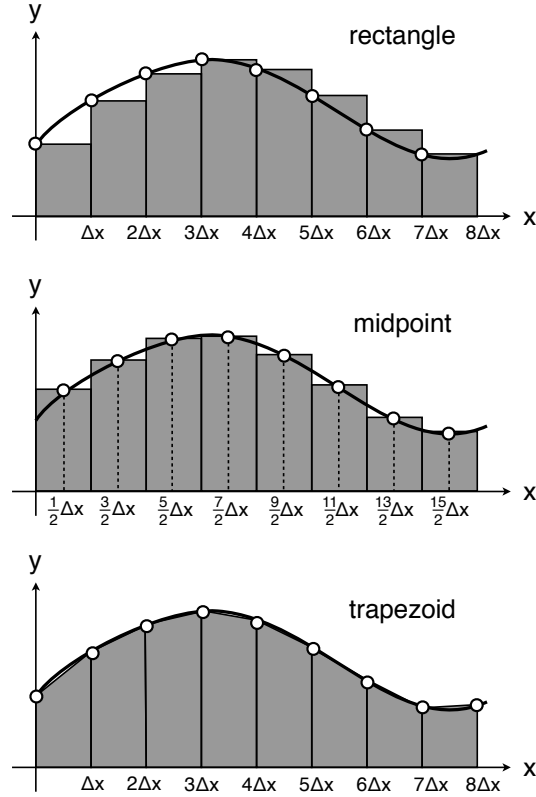 y
rectangle
x
Δx 2Δx 3Δx 4Δx 5Δx 6Δx 7Δx 8Δx
y
midpoint
x
1/2Δx 3/2Δx 5/2Δx 7/2Δx 9/2Δx 11/2Δx 13/2Δx 15/2Δx
y
trapezoid
x
Δx 2Δx 3Δx 4Δx 5Δx 6Δx 7Δx 8Δx